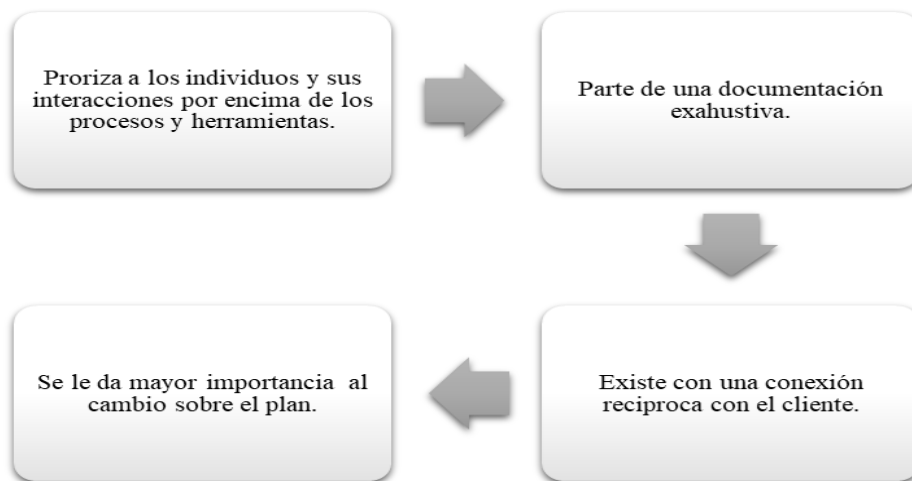 Proriza a los individuos y sus
interacciones por encima de los
procesos y herramientas.
Parte de una documentación
exahustiva.
Existe con una conexión
reciproca con el cliente.
Se le da mayor importancia al
cambio sobre el plan.